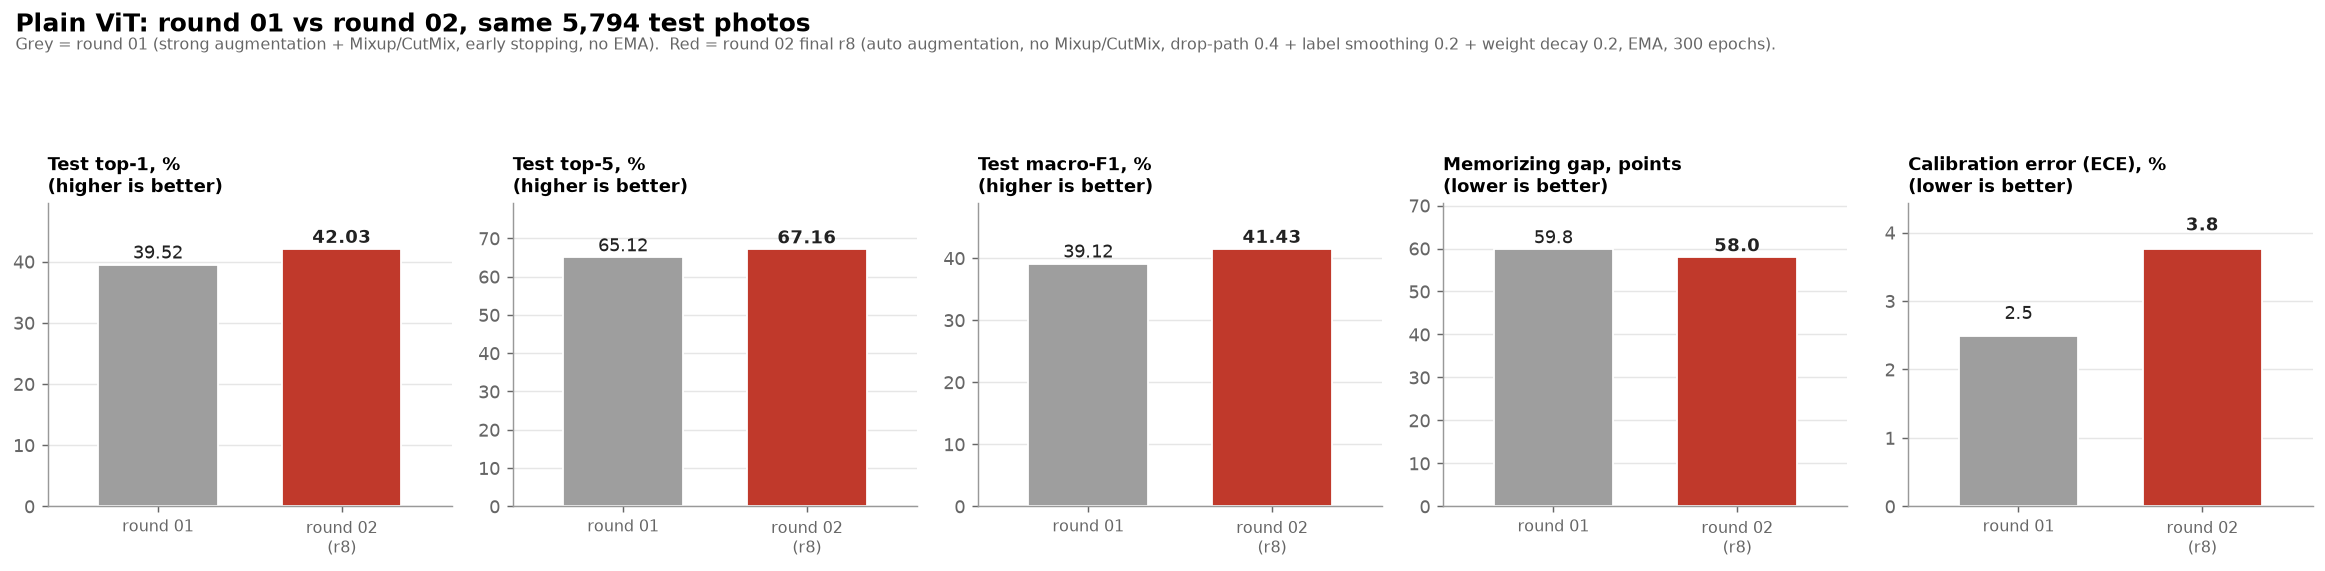 Plain ViT: round 01 vs round 02, same 5,794 test photos
Grey = round 01 (strong augmentation + Mixup/CutMix, early stopping, no EMA).  Red = round 02 final r8 (auto augmentation, no Mixup/CutMix, drop-path 0.4 + label smoothing 0.2 + weight decay 0.2, EMA, 300 epochs).
Test top-1, %
(higher is better)
39.52
42.03
40
30
20
10
0
round 01
round 02
(r8)
Test top-5, %
(higher is better)
65.12
67.16
70
60
50
40
30
20
10
0
round 01
round 02
(r8)
Test macro-F1, %
(higher is better)
39.12
41.43
40
30
20
10
0
round 01
round 02
(r8)
Memorizing gap, points
(lower is better)
59.8
58.0
70
60
50
40
30
20
10
0
round 01
round 02
(r8)
Calibration error (ECE), %
(lower is better)
2.5
3.8
4
3
2
1
0
round 01
round 02
(r8)